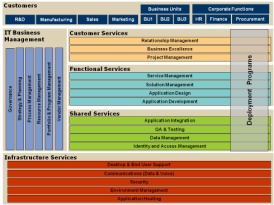 Customers
Business Units
Corporate Functions
R&D
Manufacturing
Sales
Marketing
BU1
BU2
BU3
HR
Finance
Procurement
IT Business
Management
Governance
Strategy & Planning
Process Management
Resource Management
Portfolio & Program Management
Vendor Management
Customer Services
Relationship Management
Business Excellence
Project Management
Functional Services
Service Management
Solution Management
Application Design
Application Development
Shared Services
Application Integration
QA & Testing
Data Management
Identity and Access Management
Deployment Programs
Infrastructure Services
Desktop & End User Support
Communications (Data & Voice)
Security
Environment Management
Application Hosting